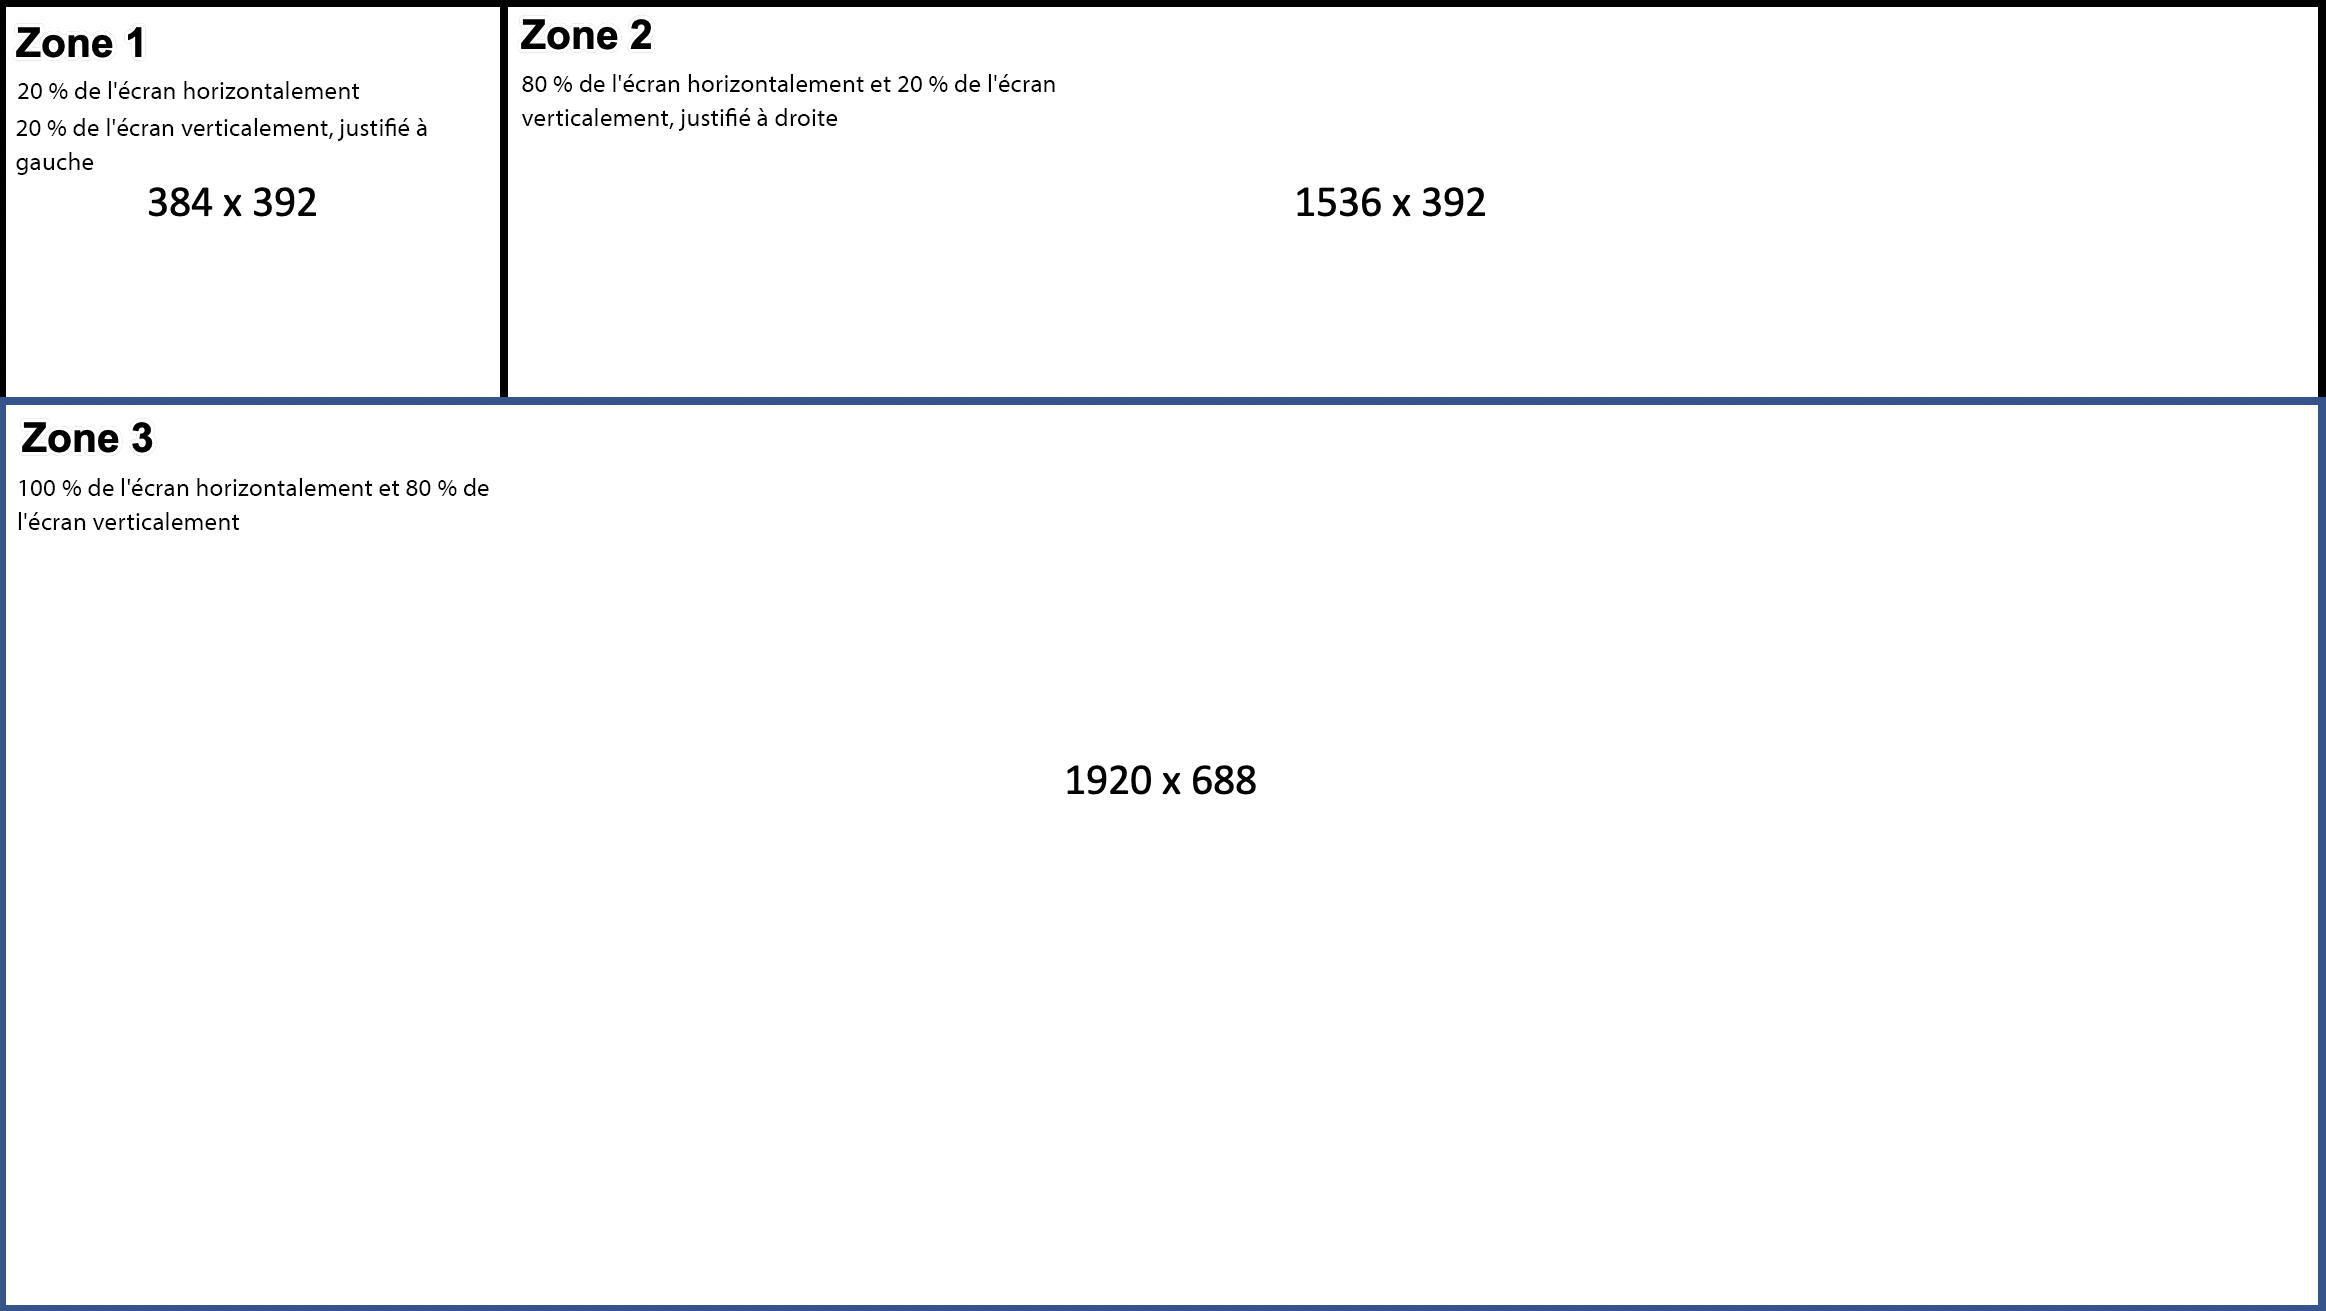 Zone 1
20 % de l'écran horizontalement
20 % de l'écran verticalement, justifié à
gauche
384 x 392
Zone 2
80 % de l'écran horizontalement et 20 % de l'écran
verticalement, justifié à droite
1536 x 392
Zone 3
100 % de l'écran horizontalement et 80 % de
l'écran verticalement
1920 x 688